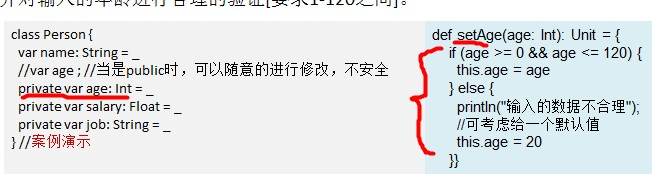 并对输入的年龄进行合理的验证[要求1-120之间]。
class Person {
var name: String = _
//var age ; //当是public时，可以随意的进行修改，不安全
private var age: Int = _
private var salary: Float = _
private var job: String = _
} //案例演示
def setAge(age: Int): Unit = {
if (age >= 0 && age <= 120) {
this.age = age
} else {
println("输入的数据不合理");
//可考虑给一个默认值
this.age = 20
}}